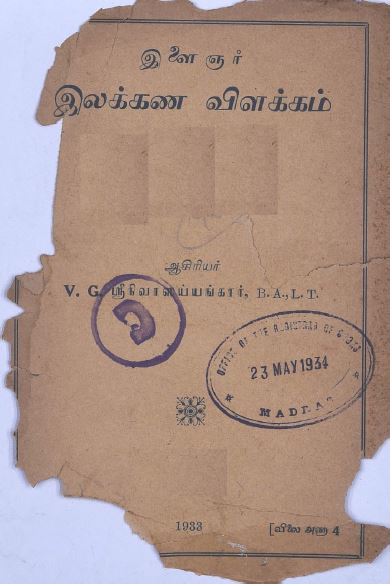 இளைஞர்
இலக்கண விளக்கம்
ஆசிரியர்
V. G. ஸ்ரீநிவாஸய்யங்கார், B.A., L.T.
OFFICE OF THE REGISTRAR OF BOOKS
23 MAY 1934
MADRAS
1933
[விலை அணா 4